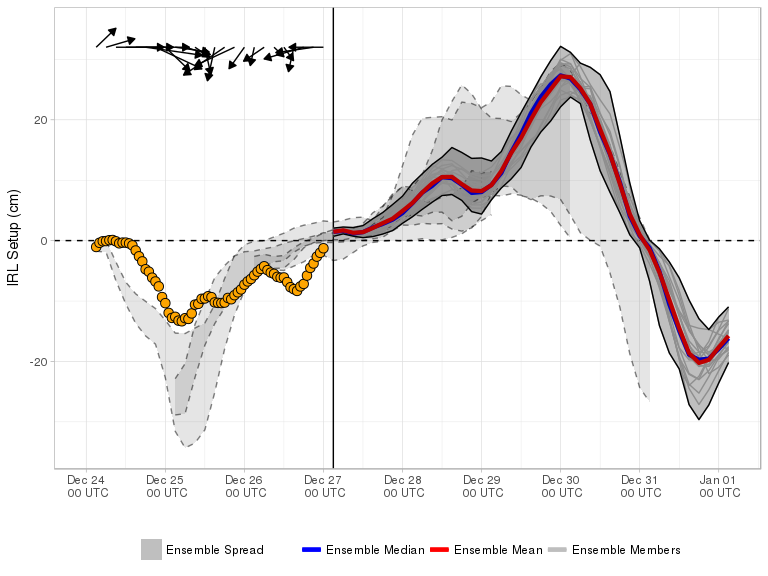 IRL Setup (cm)
20
0
-20
Dec 24 Dec 25 Dec 26 Dec 27 Dec 28 Dec 29 Dec 30 Dec 31 Jan 01
00 UTC 00 UTC 00 UTC 00 UTC 00 UTC 00 UTC 00 UTC 00 UTC 00 UTC
Ensemble Spread Ensemble Median Ensemble Mean Ensemble Members